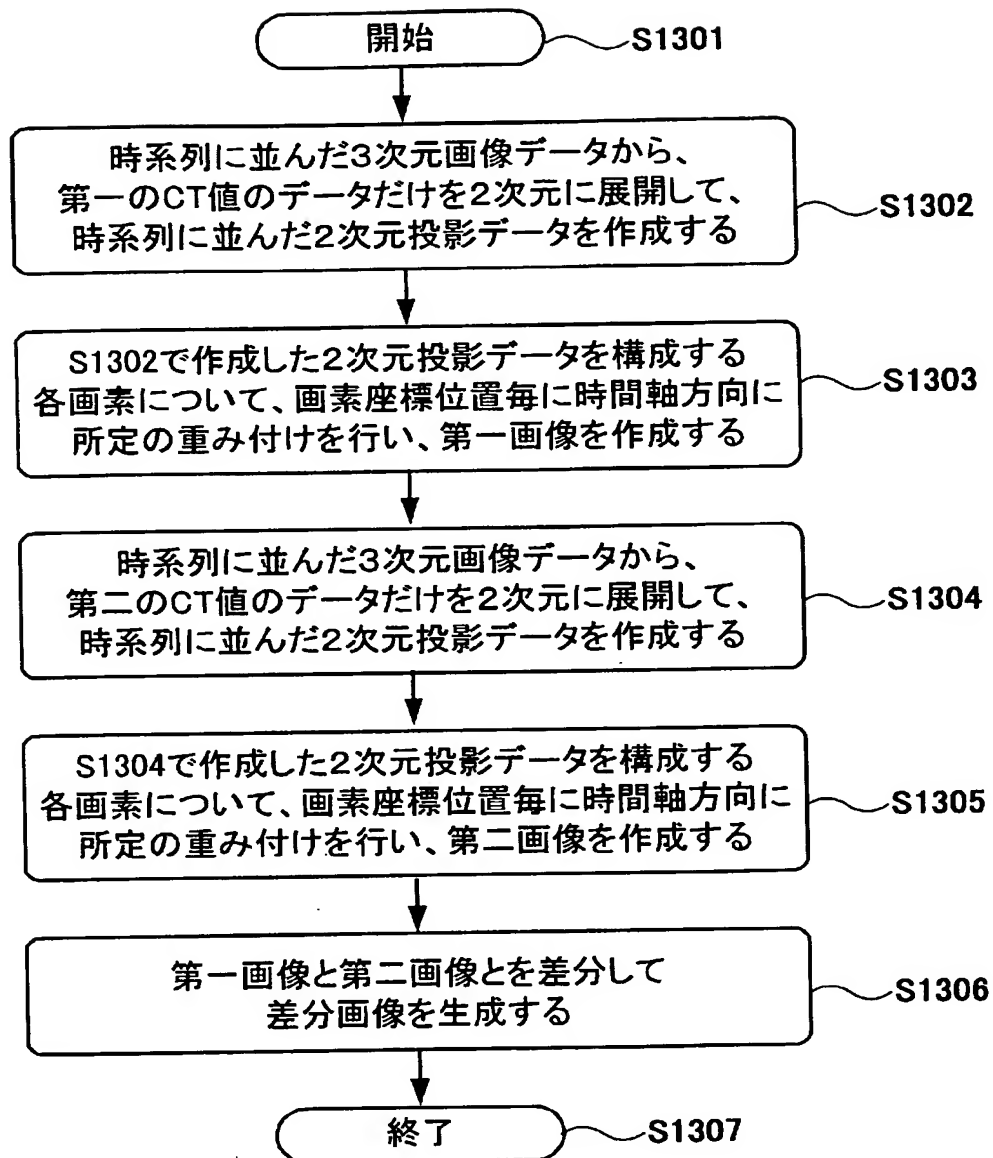 開始
S1301
時系列に並んだ3次元画像データから、
第一のCT値のデータだけを2次元に展開して、
時系列に並んだ2次元投影データを作成する
S1302
S1302で作成した2次元投影データを構成する
各画素について、画素座標位置毎に時間軸方向に
所定の重み付けを行い、第一画像を作成する
S1303
時系列に並んだ3次元画像データから、
第二のCT値のデータだけを2次元に展開して、
時系列に並んだ2次元投影データを作成する
S1304
S1304で作成した2次元投影データを構成する
各画素について、画素座標位置毎に時間軸方向に
所定の重み付けを行い、第二画像を作成する
S1305
第一画像と第二画像とを差分して
差分画像を生成する
S1306
終了
S1307